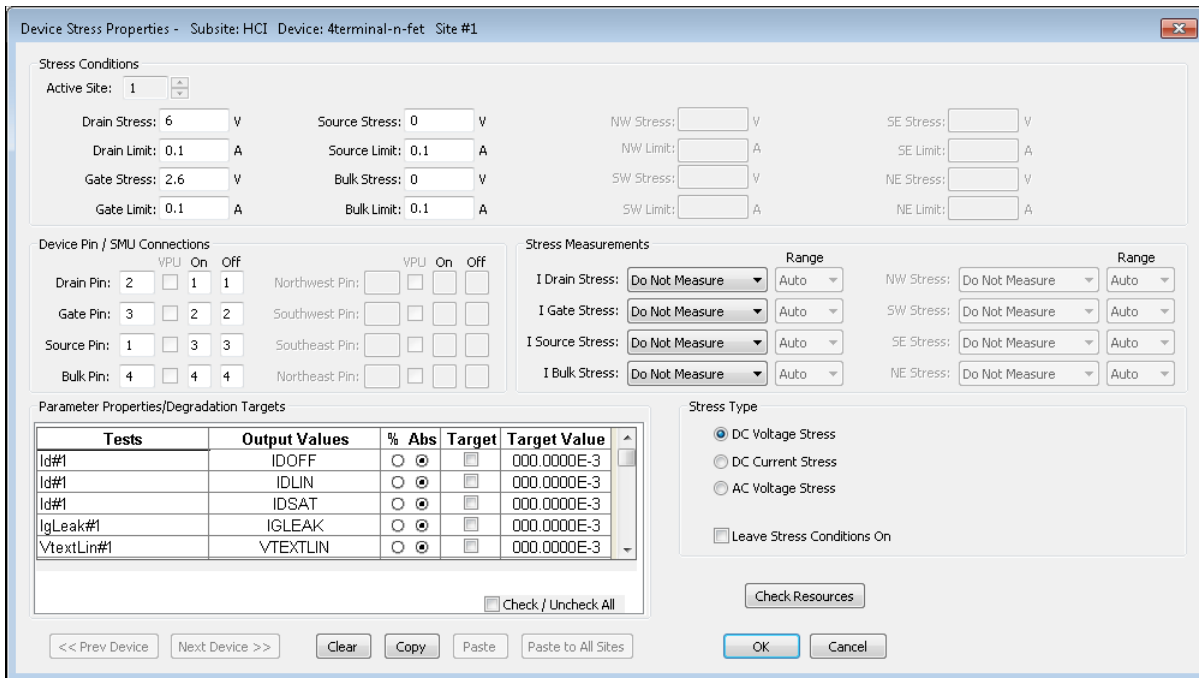 Device Stress Properties -   Subsite: HCI   Device: 4terminal-n-fet   Site #1
Stress Conditions
Active Site: 1
Drain Stress: 6 V Source Stress: 0 V NW Stress: V SE Stress: V
Drain Limit: 0.1 A Source Limit: 0.1 A NW Limit: A SE Limit: A
Gate Stress: 2.6 V Bulk Stress: 0 V SW Stress: V NE Stress: V
Gate Limit: 0.1 A Bulk Limit: 0.1 A SW Limit: A NE Limit: A
Device Pin / SMU Connections
VPU On Off VPU On Off
Drain Pin: 2 1 1 Northwest Pin:
Gate Pin: 3 2 2 Southwest Pin:
Source Pin: 1 3 3 Southeast Pin:
Bulk Pin: 4 4 4 Northeast Pin:
Stress Measurements
Range Range
I Drain Stress: Do Not Measure Auto NW Stress: Do Not Measure Auto
I Gate Stress: Do Not Measure Auto SW Stress: Do Not Measure Auto
I Source Stress: Do Not Measure Auto SE Stress: Do Not Measure Auto
I Bulk Stress: Do Not Measure Auto NE Stress: Do Not Measure Auto
Parameter Properties/Degradation Targets
Tests Output Values % Abs Target Target Value
Id#1 IDOFF 000.0000E-3
Id#1 IDLIN 000.0000E-3
Id#1 IDSAT 000.0000E-3
IgLeak#1 IGLEAK 000.0000E-3
VtextLin#1 VTEXTLIN 000.0000E-3
Check / Uncheck All
Stress Type
DC Voltage Stress
DC Current Stress
AC Voltage Stress
Leave Stress Conditions On
Check Resources
<< Prev Device Next Device >> Clear Copy Paste Paste to All Sites OK Cancel